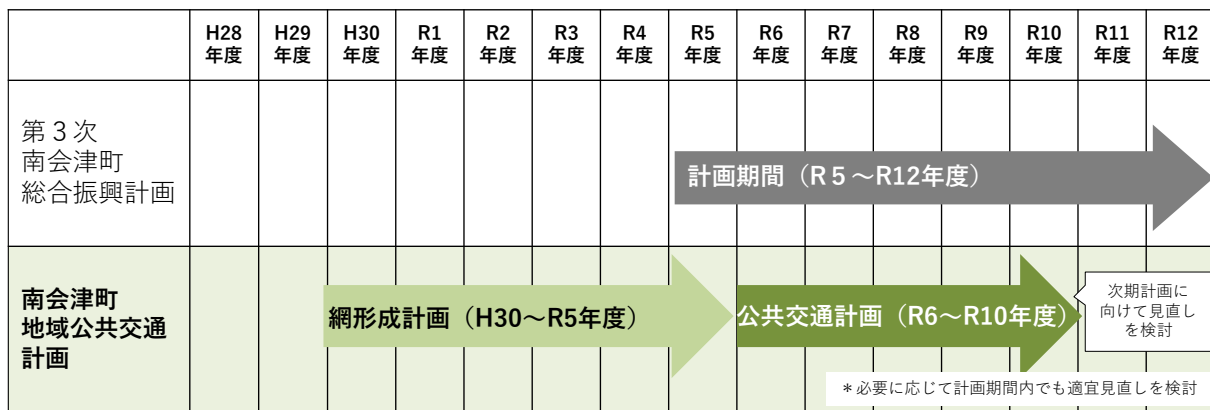 H28 H29 H30 R1 R2 R3 R4 R5 R6 R7 R8 R9 R10 R11 R12
年度 年度 年度 年度 年度 年度 年度 年度 年度 年度 年度 年度 年度 年度 年度
第３次
南会津町
総合振興計画
計画期間（R５～R12年度）
南会津町
地域公共交通
計画
網形成計画（H30～R5年度）
公共交通計画（R6～R10年度）
次期計画に
向けて見直し
を検討
＊必要に応じて計画期間内でも適宜見直しを検討